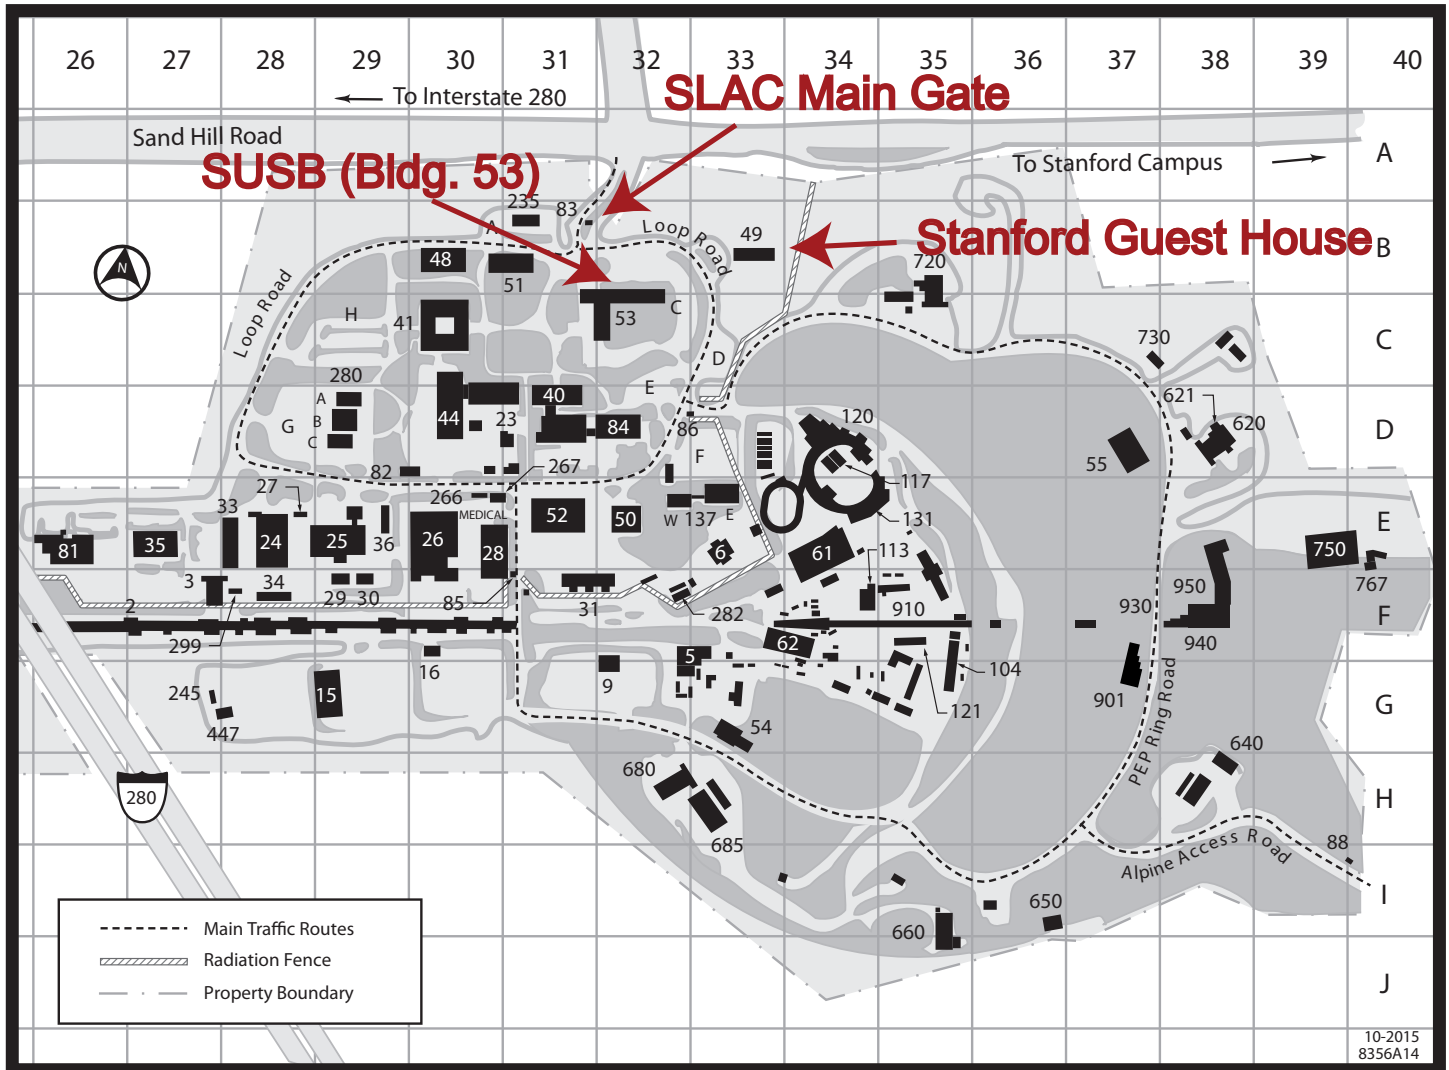 26 27 28 29 30 31 32 33 34 35 36 37 38 39 40
To Interstate 280
SLAC Main Gate
Sand Hill Road
To Stanford Campus
A
SUSB (Bldg. 53)
235
83
A
Loop Road
49
Stanford Guest House
B
N
48
51
720
Loop Road
H
41
53
C
D
730
C
280
A
B
C
G
44
23
40
84
E
86
F
120
621
620
D
82
267
55
117
27
33
266
MEDICAL
52
50
W
137
E
131
E
81
35
24
25
36
26
28
6
61
113
750
767
3
34
29
30
85
31
282
910
930
950
940
F
2
299
16
62
5
9
104
121
901
G
245
447
15
54
PEP Ring Road
640
280
680
685
H
Alpine Access Road
88
I
650
660
Main Traffic Routes
Radiation Fence
Property Boundary
J
10-2015
8356A14